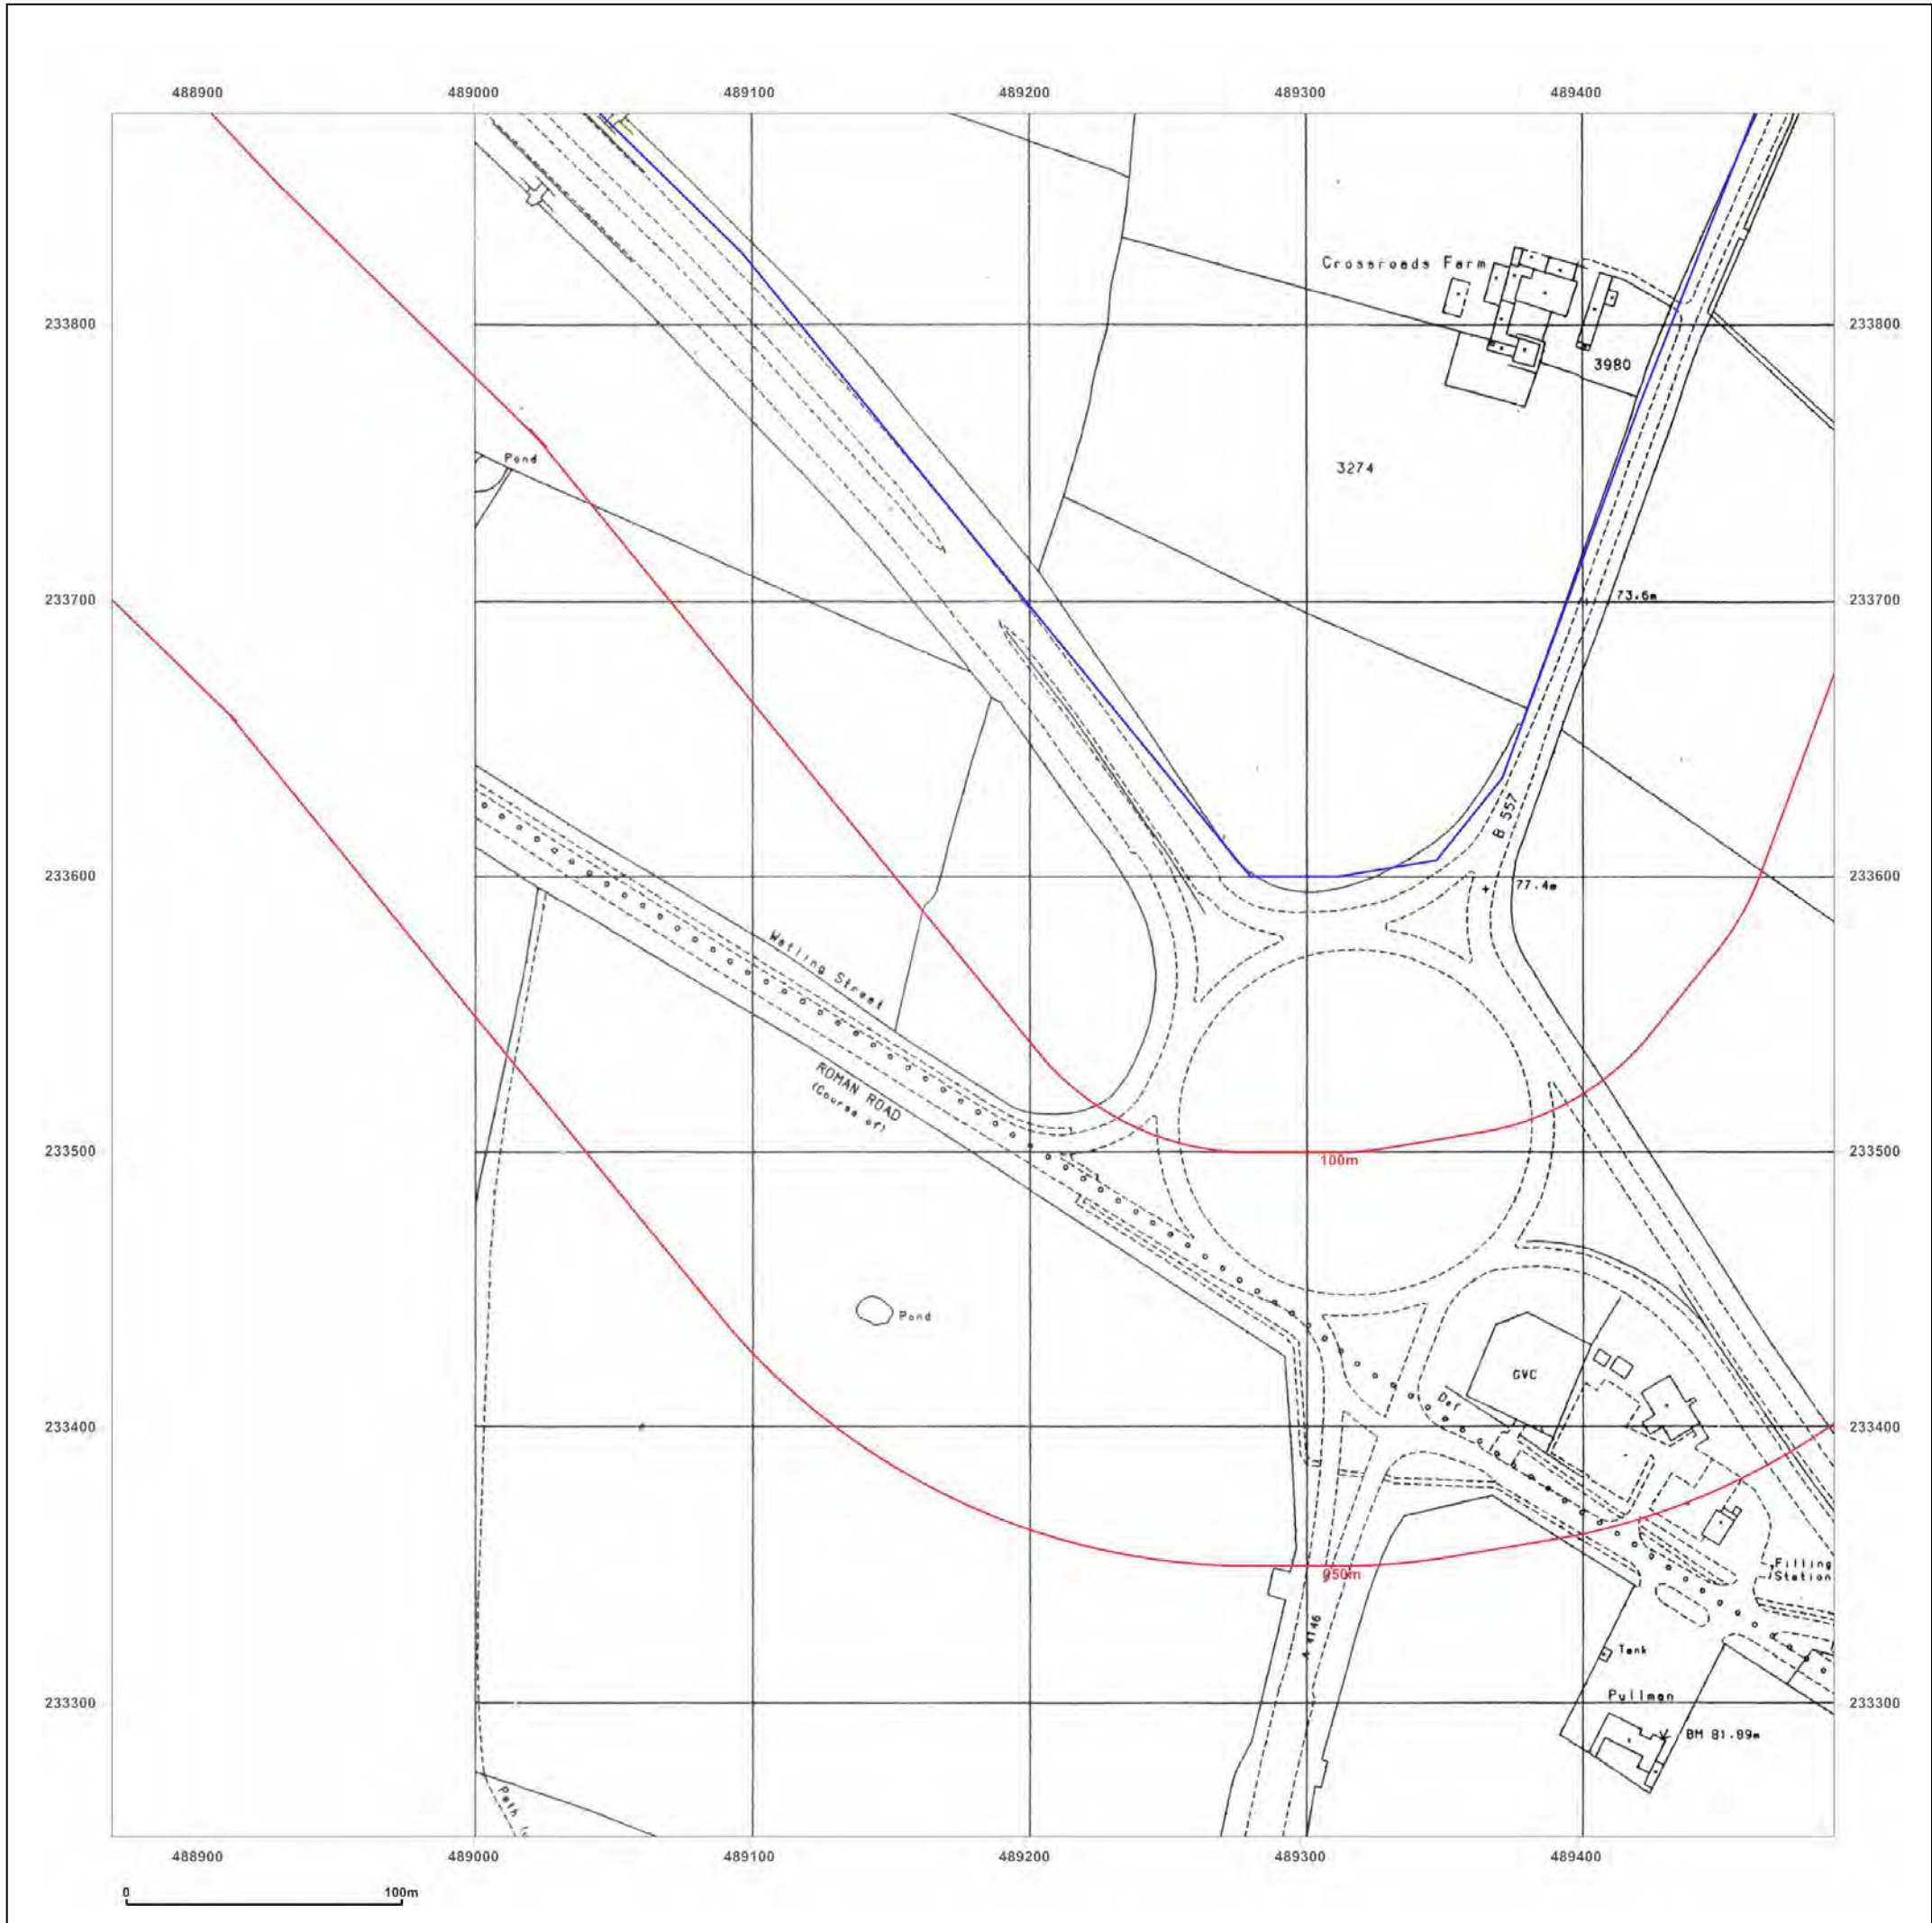 488900 489000 489100 489200 489300 489400
Crossroads Farm
233800 233800
3980
Pond
3274
73.6m
233700 233700
B 557
233600 233600
77.4m
Watling Street
ROMAN ROAD
(Course of)
233500 233500
100m
Pond
GVC
Def
233400 233400
Filling
Station
A 4146
Tank
Pullman
233300 233300
BM 81.89m
Path
488900 489000 489100 489200 489300 489400
0 100m